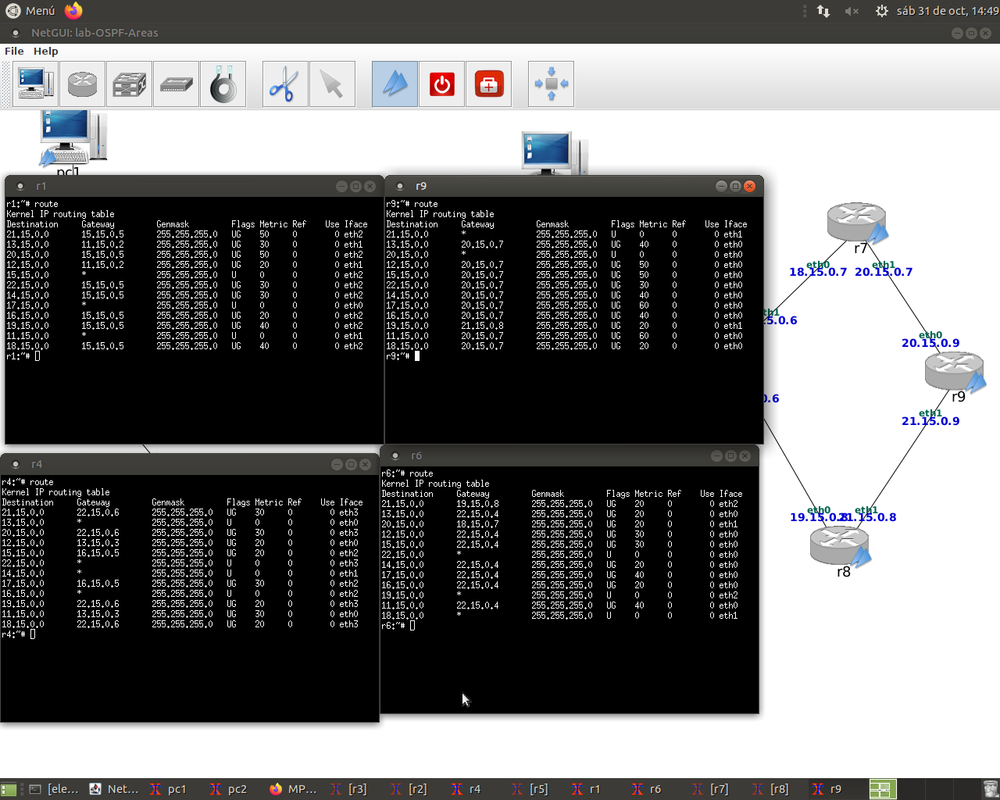 Menú
sáb 31 de oct, 14:49
NetGUI: lab-OSPF-Areas
File Help
pc1
r1
r1:~# route
Kernel IP routing table
Destination Gateway Genmask Flags Metric Ref Use Iface
21.15.0.0 15.15.0.5 255.255.255.0 UG 50 0 0 eth2
13.15.0.0 11.15.0.2 255.255.255.0 UG 30 0 0 eth1
20.15.0.0 15.15.0.5 255.255.255.0 UG 50 0 0 eth2
12.15.0.0 11.15.0.2 255.255.255.0 UG 20 0 0 eth1
15.15.0.0 * 255.255.255.0 U 0 0 0 eth2
22.15.0.0 15.15.0.5 255.255.255.0 UG 30 0 0 eth2
14.15.0.0 15.15.0.5 255.255.255.0 UG 30 0 0 eth2
17.15.0.0 * 255.255.255.0 U 0 0 0 eth0
16.15.0.0 15.15.0.5 255.255.255.0 UG 20 0 0 eth2
19.15.0.0 15.15.0.5 255.255.255.0 UG 40 0 0 eth2
11.15.0.0 * 255.255.255.0 U 0 0 0 eth1
18.15.0.0 15.15.0.5 255.255.255.0 UG 40 0 0 eth2
r1:~#
r9
r9:~# route
Kernel IP routing table
Destination Gateway Genmask Flags Metric Ref Use Iface
21.15.0.0 * 255.255.255.0 U 0 0 0 eth1
13.15.0.0 20.15.0.7 255.255.255.0 UG 40 0 0 eth0
20.15.0.0 * 255.255.255.0 U 0 0 0 eth0
12.15.0.0 20.15.0.7 255.255.255.0 UG 50 0 0 eth0
15.15.0.0 20.15.0.7 255.255.255.0 UG 50 0 0 eth0
22.15.0.0 20.15.0.7 255.255.255.0 UG 30 0 0 eth0
14.15.0.0 20.15.0.7 255.255.255.0 UG 40 0 0 eth0
17.15.0.0 20.15.0.7 255.255.255.0 UG 60 0 0 eth0
16.15.0.0 20.15.0.7 255.255.255.0 UG 40 0 0 eth0
19.15.0.0 21.15.0.8 255.255.255.0 UG 20 0 0 eth1
11.15.0.0 20.15.0.7 255.255.255.0 UG 60 0 0 eth0
18.15.0.0 20.15.0.7 255.255.255.0 UG 20 0 0 eth0
r9:~#
r7
eth0 eth1
18.15.0.7 20.15.0.7
th1
5.0.6
eth0
20.15.0.9
r9
0.6
eth1
21.15.0.9
eth0 eth1
19.15.0.8 21.15.0.8
r8
r4
r4:~# route
Kernel IP routing table
Destination Gateway Genmask Flags Metric Ref Use Iface
21.15.0.0 22.15.0.6 255.255.255.0 UG 30 0 0 eth3
13.15.0.0 * 255.255.255.0 U 0 0 0 eth0
20.15.0.0 22.15.0.6 255.255.255.0 UG 30 0 0 eth3
12.15.0.0 13.15.0.3 255.255.255.0 UG 20 0 0 eth0
15.15.0.0 16.15.0.5 255.255.255.0 UG 20 0 0 eth2
22.15.0.0 * 255.255.255.0 U 0 0 0 eth3
14.15.0.0 * 255.255.255.0 U 0 0 0 eth1
17.15.0.0 16.15.0.5 255.255.255.0 UG 30 0 0 eth2
16.15.0.0 * 255.255.255.0 U 0 0 0 eth2
19.15.0.0 22.15.0.6 255.255.255.0 UG 20 0 0 eth3
11.15.0.0 13.15.0.3 255.255.255.0 UG 30 0 0 eth0
18.15.0.0 22.15.0.6 255.255.255.0 UG 20 0 0 eth3
r4:~#
r6
r6:~# route
Kernel IP routing table
Destination Gateway Genmask Flags Metric Ref Use Iface
21.15.0.0 19.15.0.8 255.255.255.0 UG 20 0 0 eth2
13.15.0.0 22.15.0.4 255.255.255.0 UG 20 0 0 eth0
20.15.0.0 18.15.0.7 255.255.255.0 UG 20 0 0 eth1
12.15.0.0 22.15.0.4 255.255.255.0 UG 30 0 0 eth0
15.15.0.0 22.15.0.4 255.255.255.0 UG 30 0 0 eth0
22.15.0.0 * 255.255.255.0 U 0 0 0 eth0
14.15.0.0 22.15.0.4 255.255.255.0 UG 20 0 0 eth0
17.15.0.0 22.15.0.4 255.255.255.0 UG 40 0 0 eth0
16.15.0.0 22.15.0.4 255.255.255.0 UG 20 0 0 eth0
19.15.0.0 * 255.255.255.0 U 0 0 0 eth2
11.15.0.0 22.15.0.4 255.255.255.0 UG 40 0 0 eth0
18.15.0.0 * 255.255.255.0 U 0 0 0 eth1
r6:~#
[ele... Net... pc1 pc2 MP... [r3] [r2] r4 [r5] r1 r6 [r7] [r8] r9